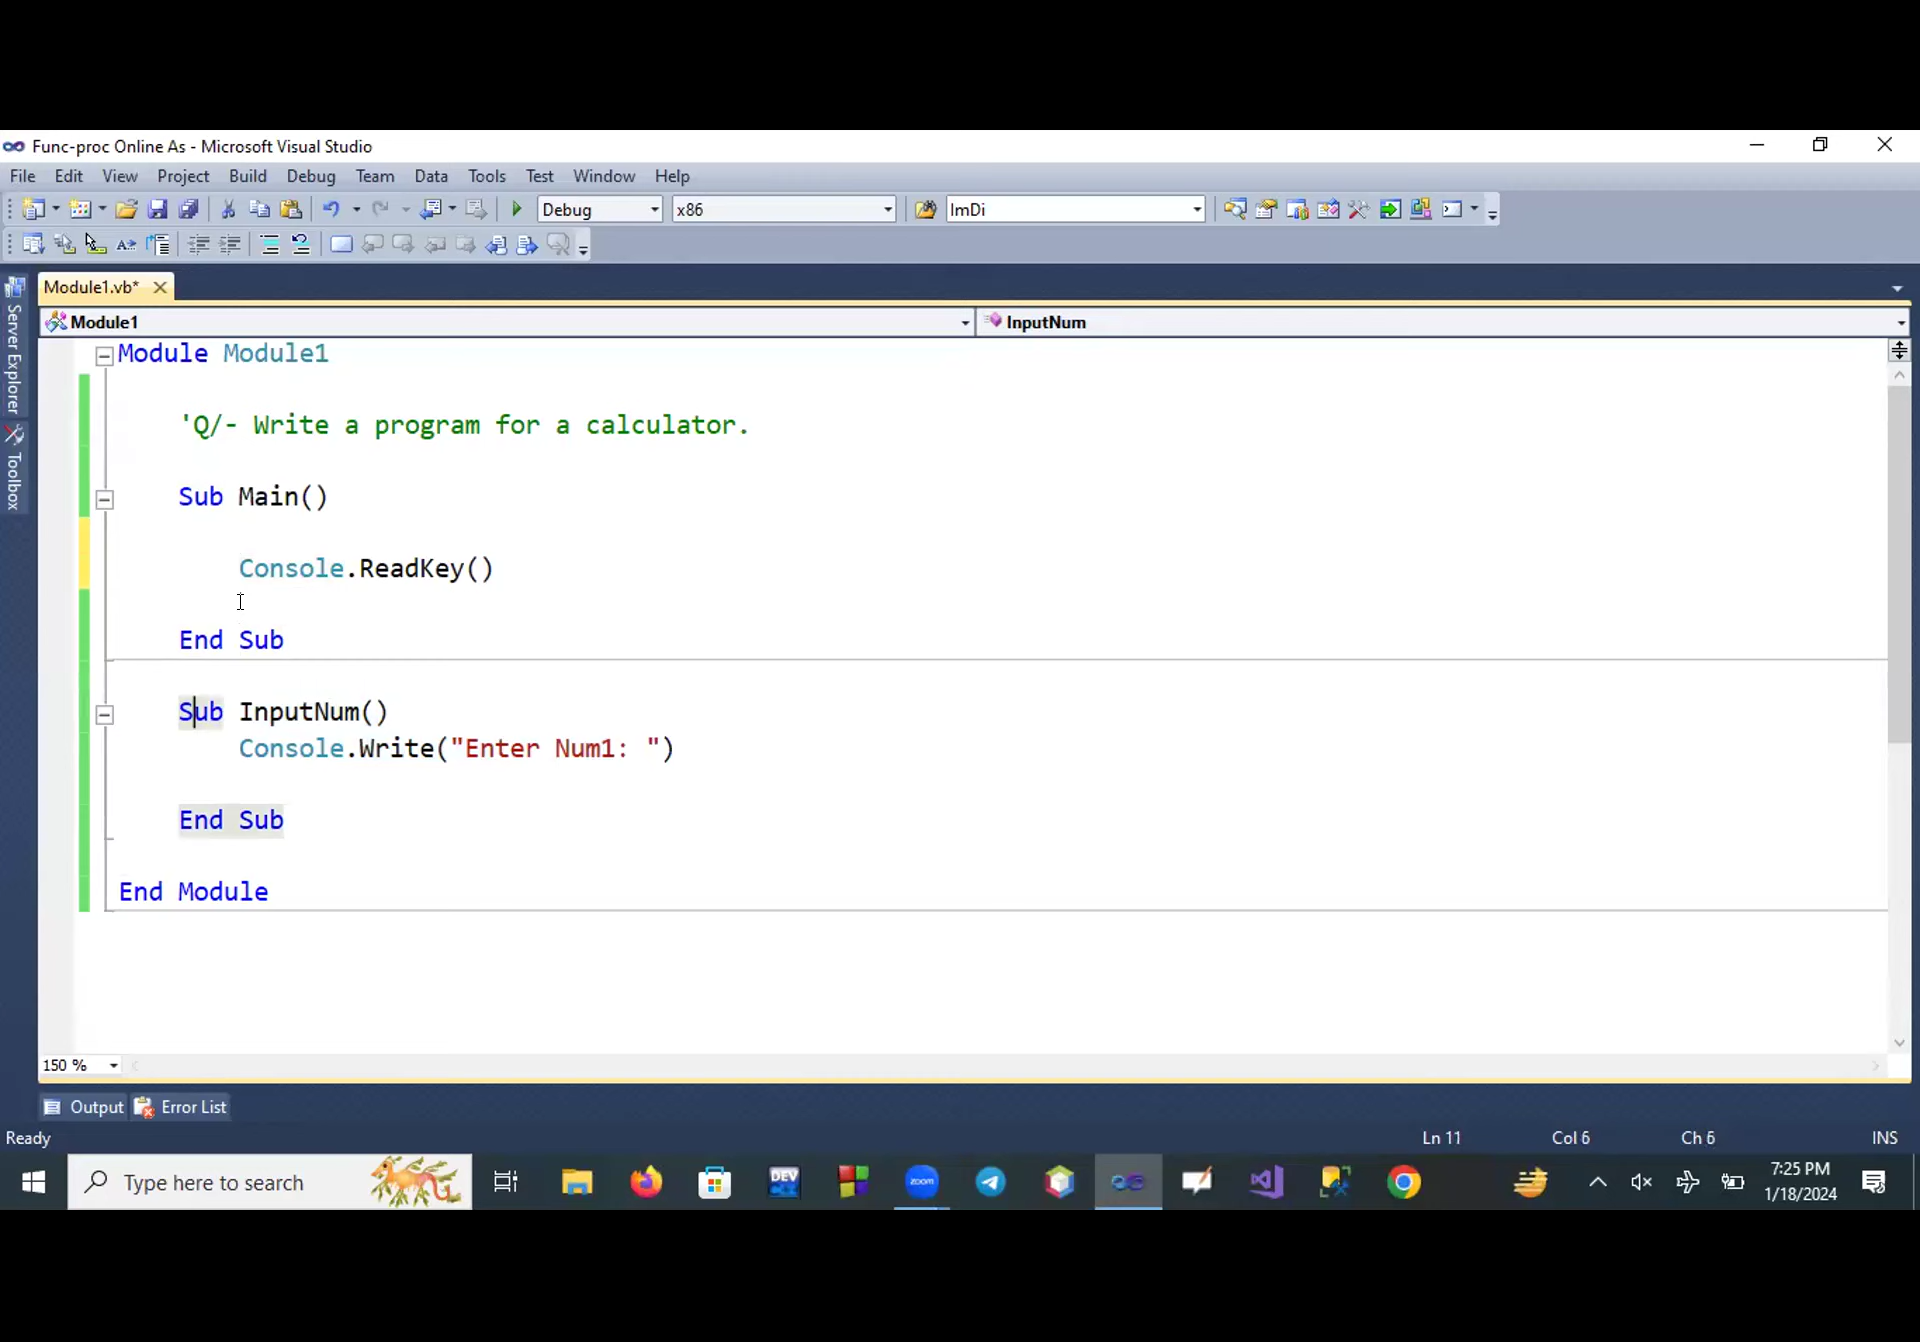 Func-proc Online As - Microsoft Visual Studio
File Edit View Project Build Debug Team Data Tools Test Window Help
Debug x86 ImDi
Server Explorer
Toolbox
Module1.vb*
Module1 InputNum
Module Module1
'Q/- Write a program for a calculator.
Sub Main()
Console.ReadKey()
End Sub
Sub InputNum()
Console.Write("Enter Num1: ")
End Sub
End Module
150 %
Output Error List
Ready Ln 11 Col 6 Ch 6 INS
Type here to search
DEV
zoom
7:25 PM
1/18/2024